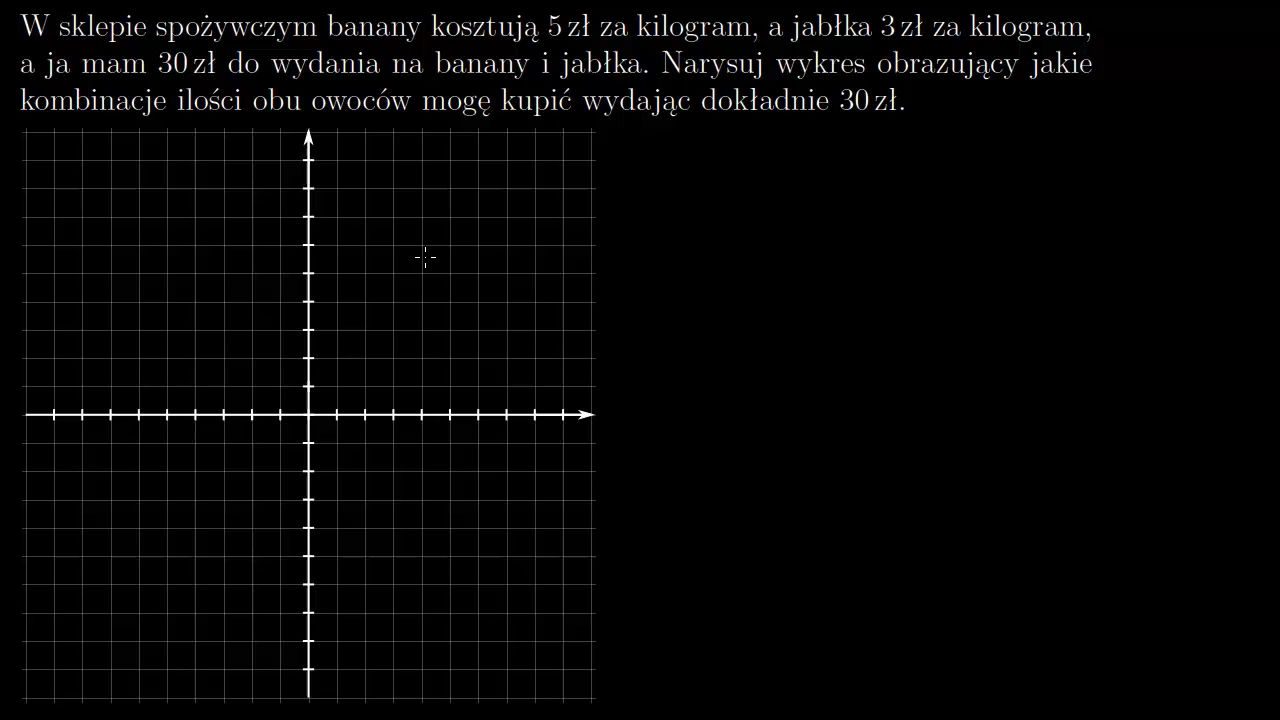 W sklepie spożywczym banany kosztują 5 zł za kilogram, a jabłka 3 zł za kilogram,
a ja mam 30 zł do wydania na banany i jabłka. Narysuj wykres obrazujący jakie
kombinacje ilości obu owoców mogę kupić wydając dokładnie 30 zł.